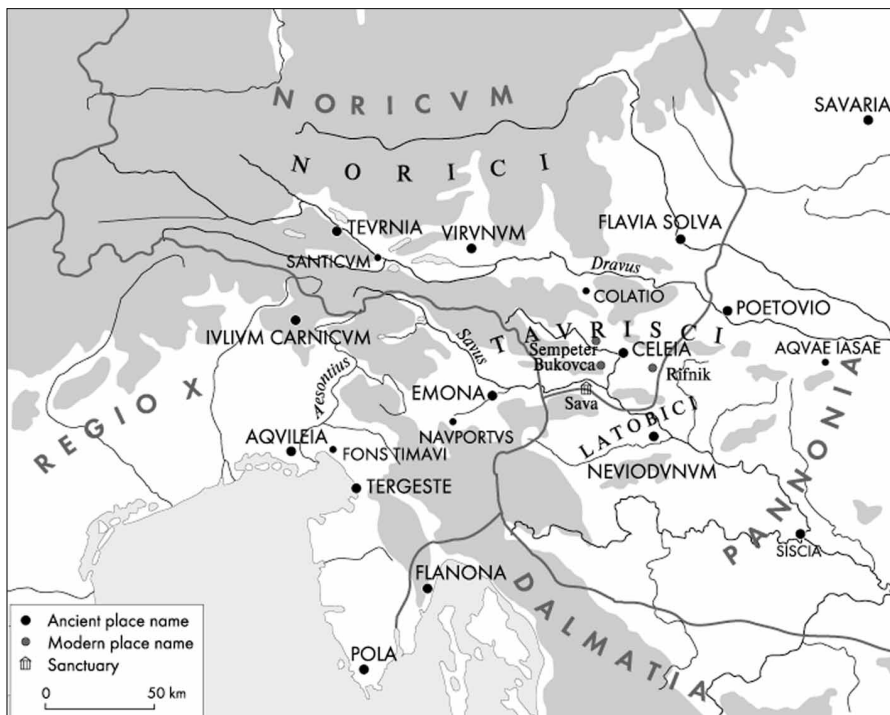 NORICVM
SAVARIA
NORICI
TEVRNIA
VIRVNVM
FLAVIA SOLVA
SANTICVM
Dravus
COLATIO
POETOVIO
IVLIVM CARNICVM
Savus
TAVRISCI
Sempeter
CELEIA
AQVAE IASAE
Bukovca
Rifnik
Aesontius
EMONA
Sava
REGIO X
NAVPORTVS
LATOBICI
AQVILEIA
FONS TIMAVI
NEVIODVNVM
PANNONIA
TERGESTE
SISCIA
FLANONA
DALMATIA
POLA
Ancient place name
Modern place name
Sanctuary
0 50 km